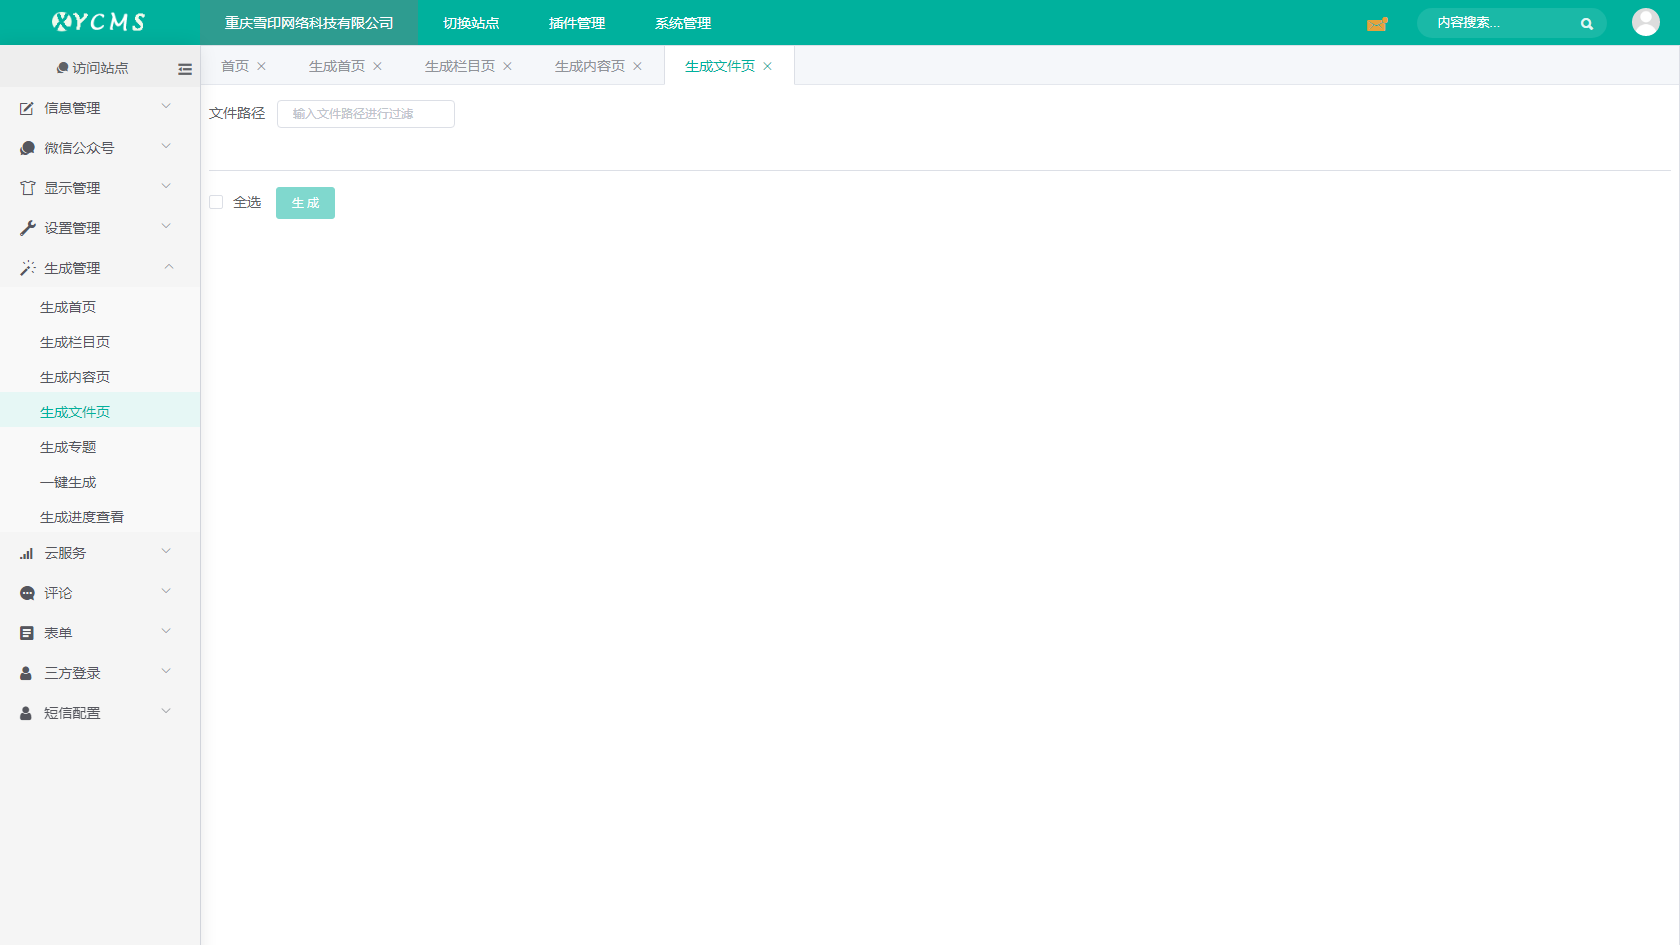 XYCMS
重庆雪印网络科技有限公司
切换站点
插件管理
系统管理
内容搜索...
访问站点
首页
生成首页
生成栏目页
生成内容页
生成文件页
信息管理
微信公众号
显示管理
设置管理
生成管理
生成首页
生成栏目页
生成内容页
生成文件页
生成专题
一键生成
生成进度查看
云服务
评论
表单
三方登录
短信配置
文件路径
输入文件路径进行过滤
全选
生成